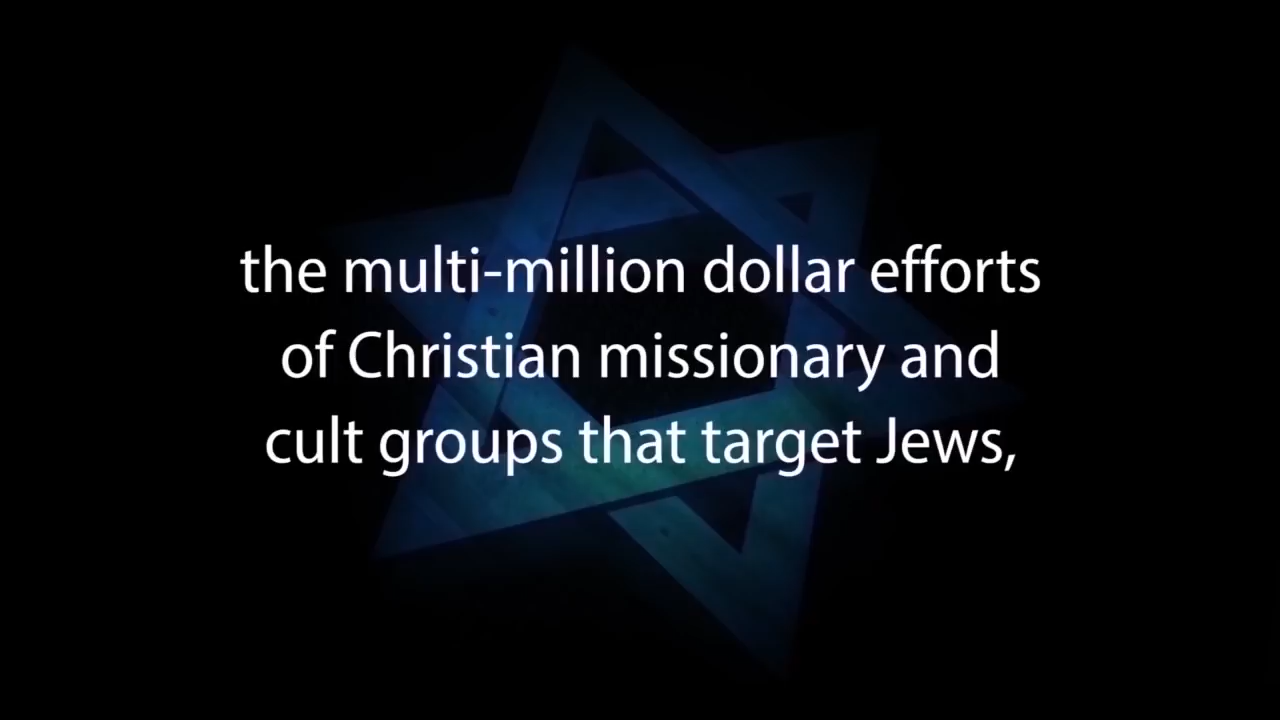 the multi-million dollar efforts
of Christian missionary and
cult groups that target Jews,